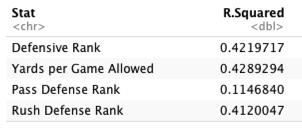 Stat R.Squared
<chr> <dbl>
Defensive Rank 0.4219717
Yards per Game Allowed 0.4289294
Pass Defense Rank 0.1146840
Rush Defense Rank 0.4120047